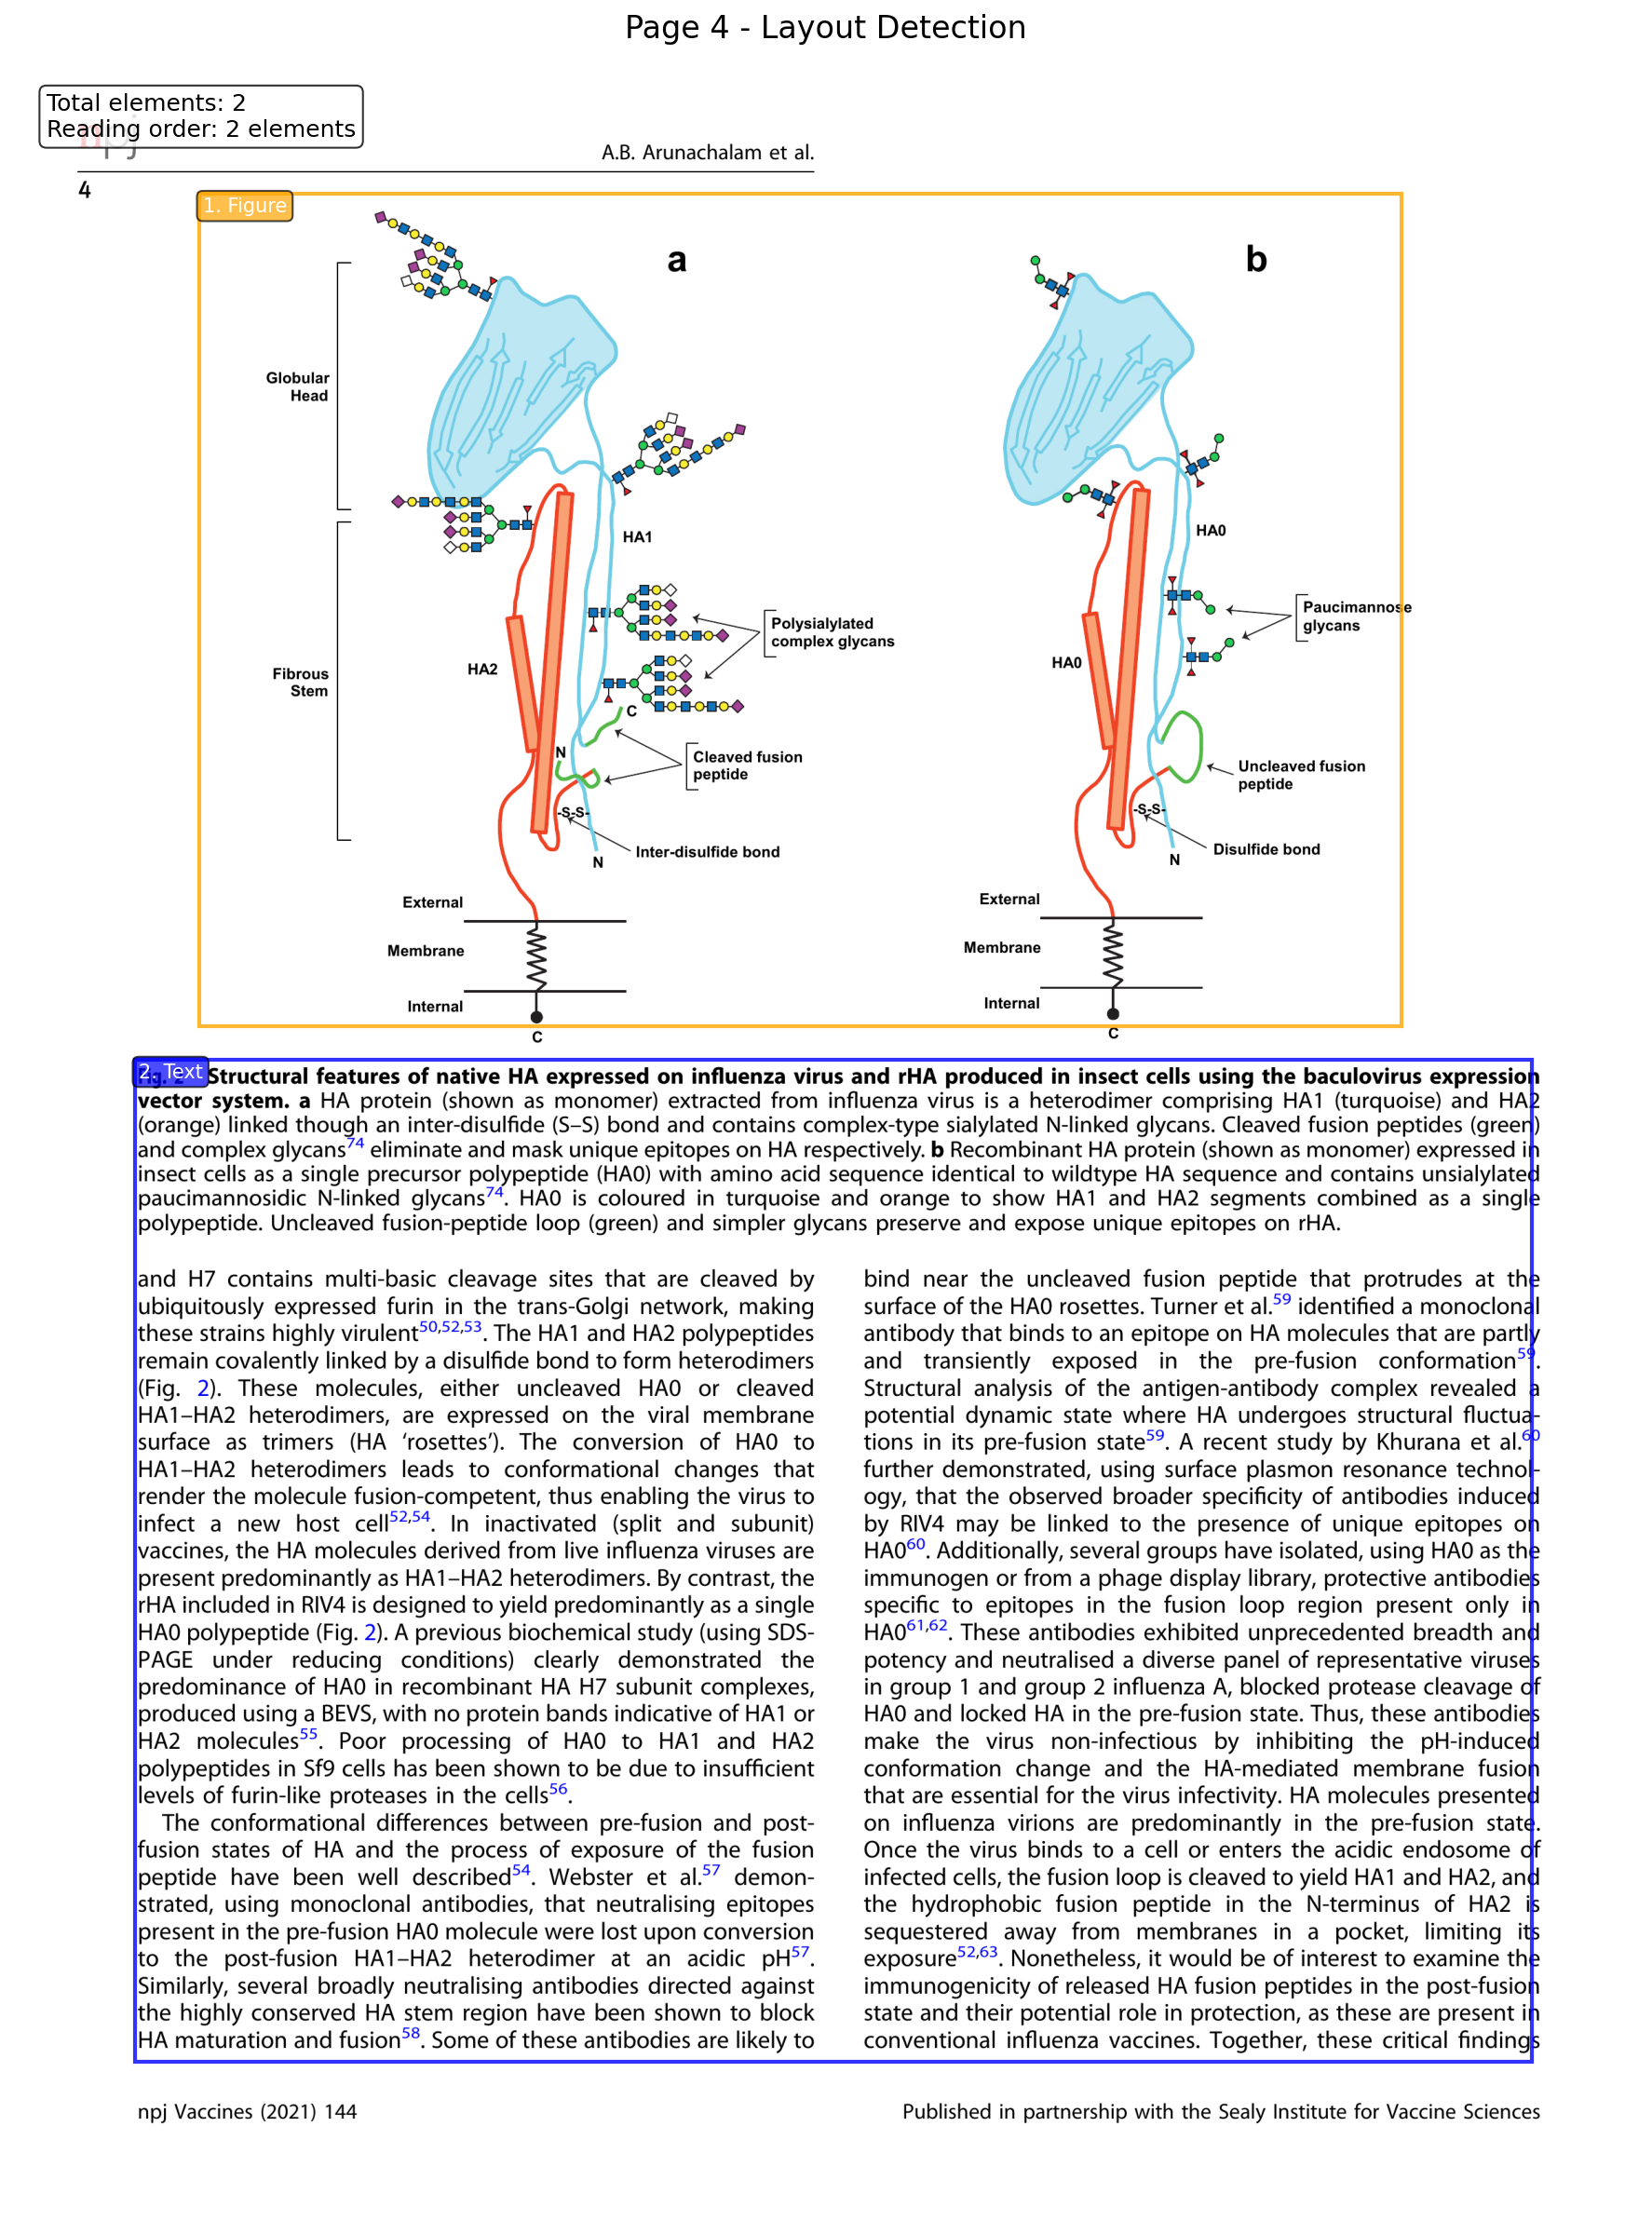 Page 4 - Layout Detection
Total elements: 2
Reading order: 2 elements
npj
A.B. Arunachalam et al.
4
1. Figure
a
b
Globular
Head
HA1
HA0
Polysialylated
complex glycans
Paucimannose
glycans
Fibrous
Stem
HA2
HA0
C
N
Cleaved fusion
peptide
Uncleaved fusion
peptide
-S-S-
-S-S-
Inter-disulfide bond
Disulfide bond
N
N
External
External
Membrane
Membrane
Internal
Internal
C
C
2. Text
Fig. 2 Structural features of native HA expressed on influenza virus and rHA produced in insect cells using the baculovirus expression
vector system. a HA protein (shown as monomer) extracted from influenza virus is a heterodimer comprising HA1 (turquoise) and HA2
(orange) linked though an inter-disulfide (S–S) bond and contains complex-type sialylated N-linked glycans. Cleaved fusion peptides (green)
and complex glycans74 eliminate and mask unique epitopes on HA respectively. b Recombinant HA protein (shown as monomer) expressed in
insect cells as a single precursor polypeptide (HA0) with amino acid sequence identical to wildtype HA sequence and contains unsialylated
paucimannosidic N-linked glycans74. HA0 is coloured in turquoise and orange to show HA1 and HA2 segments combined as a single
polypeptide. Uncleaved fusion-peptide loop (green) and simpler glycans preserve and expose unique epitopes on rHA.
and H7 contains multi-basic cleavage sites that are cleaved by
ubiquitously expressed furin in the trans-Golgi network, making
these strains highly virulent50,52,53. The HA1 and HA2 polypeptides
remain covalently linked by a disulfide bond to form heterodimers
(Fig. 2). These molecules, either uncleaved HA0 or cleaved
HA1–HA2 heterodimers, are expressed on the viral membrane
surface as trimers (HA ‘rosettes’). The conversion of HA0 to
HA1–HA2 heterodimers leads to conformational changes that
render the molecule fusion-competent, thus enabling the virus to
infect a new host cell52,54. In inactivated (split and subunit)
vaccines, the HA molecules derived from live influenza viruses are
present predominantly as HA1–HA2 heterodimers. By contrast, the
rHA included in RIV4 is designed to yield predominantly as a single
HA0 polypeptide (Fig. 2). A previous biochemical study (using SDS-
PAGE under reducing conditions) clearly demonstrated the
predominance of HA0 in recombinant HA H7 subunit complexes,
produced using a BEVS, with no protein bands indicative of HA1 or
HA2 molecules55. Poor processing of HA0 to HA1 and HA2
polypeptides in Sf9 cells has been shown to be due to insufficient
levels of furin-like proteases in the cells56.
The conformational differences between pre-fusion and post-
fusion states of HA and the process of exposure of the fusion
peptide have been well described54. Webster et al.57 demon-
strated, using monoclonal antibodies, that neutralising epitopes
present in the pre-fusion HA0 molecule were lost upon conversion
to the post-fusion HA1–HA2 heterodimer at an acidic pH57.
Similarly, several broadly neutralising antibodies directed against
the highly conserved HA stem region have been shown to block
HA maturation and fusion58. Some of these antibodies are likely to
bind near the uncleaved fusion peptide that protrudes at the
surface of the HA0 rosettes. Turner et al.59 identified a monoclonal
antibody that binds to an epitope on HA molecules that are partly
and transiently exposed in the pre-fusion conformation59.
Structural analysis of the antigen-antibody complex revealed a
potential dynamic state where HA undergoes structural fluctua-
tions in its pre-fusion state59. A recent study by Khurana et al.60
further demonstrated, using surface plasmon resonance technol-
ogy, that the observed broader specificity of antibodies induced
by RIV4 may be linked to the presence of unique epitopes on
HA060. Additionally, several groups have isolated, using HA0 as the
immunogen or from a phage display library, protective antibodies
specific to epitopes in the fusion loop region present only in
HA061,62. These antibodies exhibited unprecedented breadth and
potency and neutralised a diverse panel of representative viruses
in group 1 and group 2 influenza A, blocked protease cleavage of
HA0 and locked HA in the pre-fusion state. Thus, these antibodies
make the virus non-infectious by inhibiting the pH-induced
conformation change and the HA-mediated membrane fusion
that are essential for the virus infectivity. HA molecules presented
on influenza virions are predominantly in the pre-fusion state.
Once the virus binds to a cell or enters the acidic endosome of
infected cells, the fusion loop is cleaved to yield HA1 and HA2, and
the hydrophobic fusion peptide in the N-terminus of HA2 is
sequestered away from membranes in a pocket, limiting its
exposure52,63. Nonetheless, it would be of interest to examine the
immunogenicity of released HA fusion peptides in the post-fusion
state and their potential role in protection, as these are present in
conventional influenza vaccines. Together, these critical findings
npj Vaccines (2021) 144
Published in partnership with the Sealy Institute for Vaccine Sciences